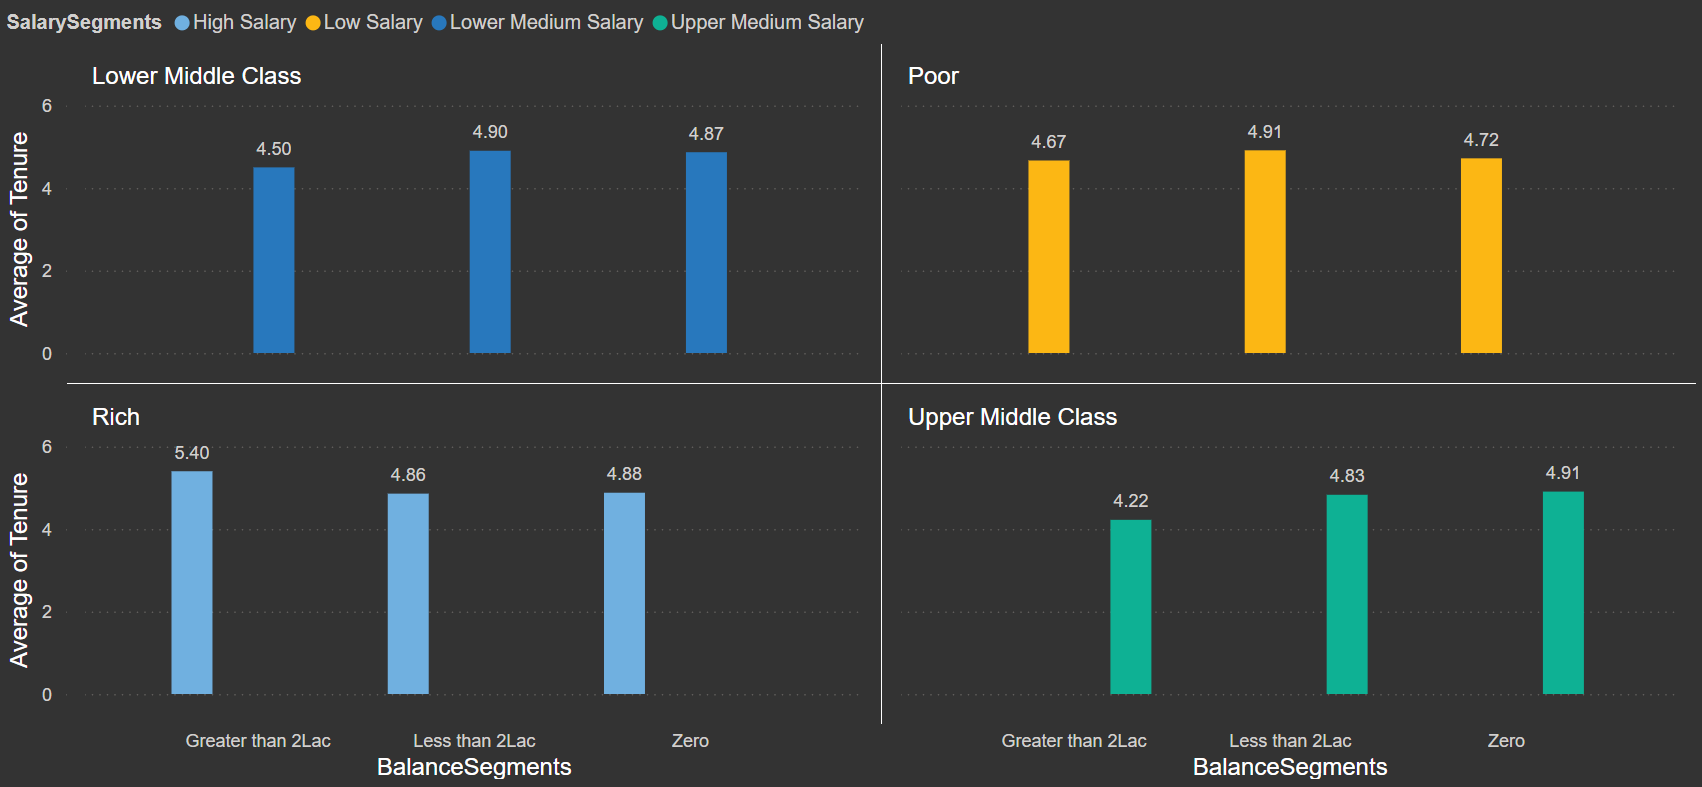 SalarySegments High Salary Low Salary Lower Medium Salary Upper Medium Salary
Lower Middle Class
Average of Tenure
6
4
2
0
4.50
4.90
4.87
Poor
4.67
4.91
4.72
Rich
Average of Tenure
6
4
2
0
5.40
4.86
4.88
Greater than 2Lac
Less than 2Lac
Zero
BalanceSegments
Upper Middle Class
4.22
4.83
4.91
Greater than 2Lac
Less than 2Lac
Zero
BalanceSegments